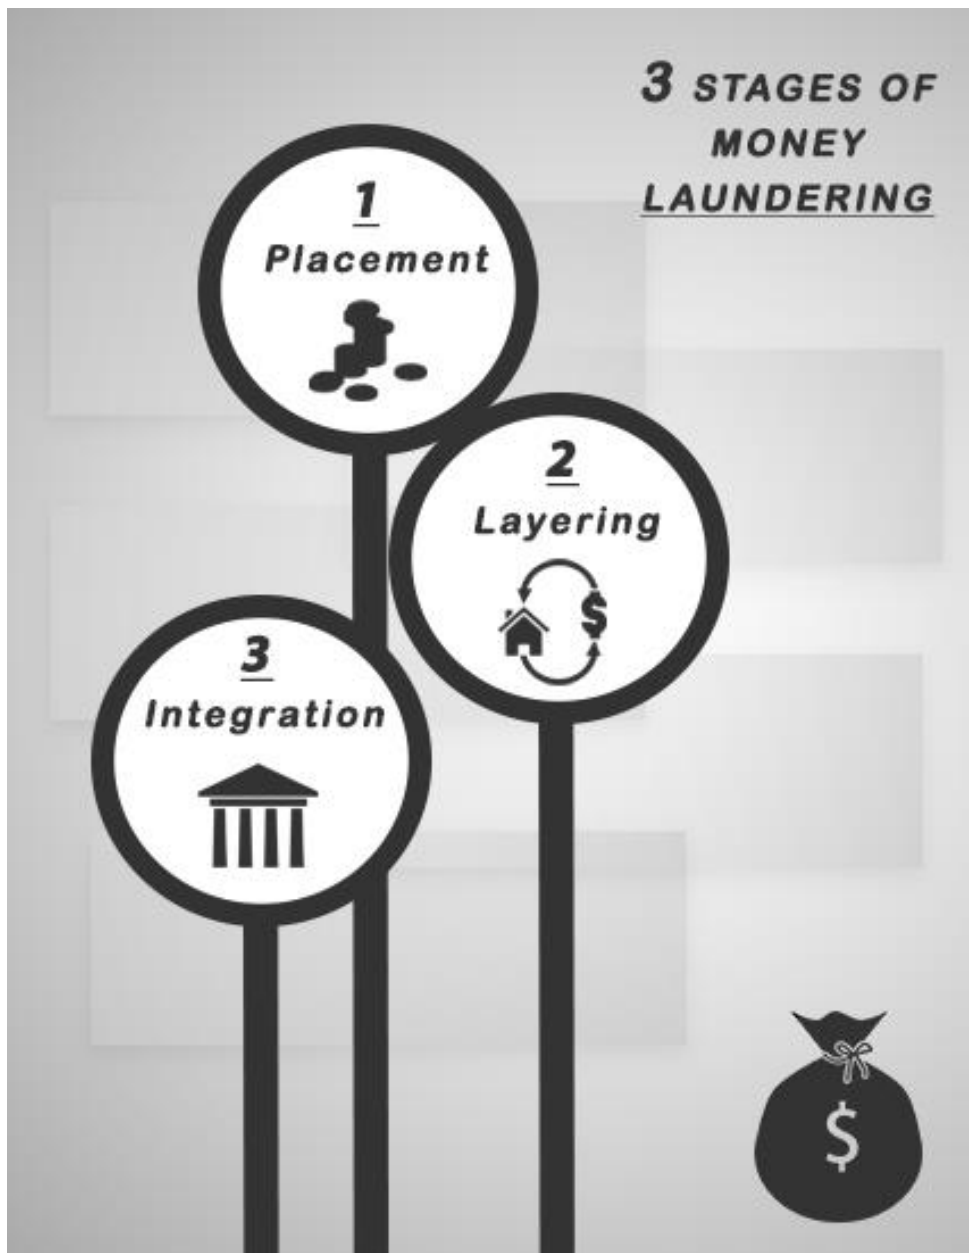 3 STAGES OF
MONEY
LAUNDERING
1
Placement
2
Layering
$
3
Integration
$